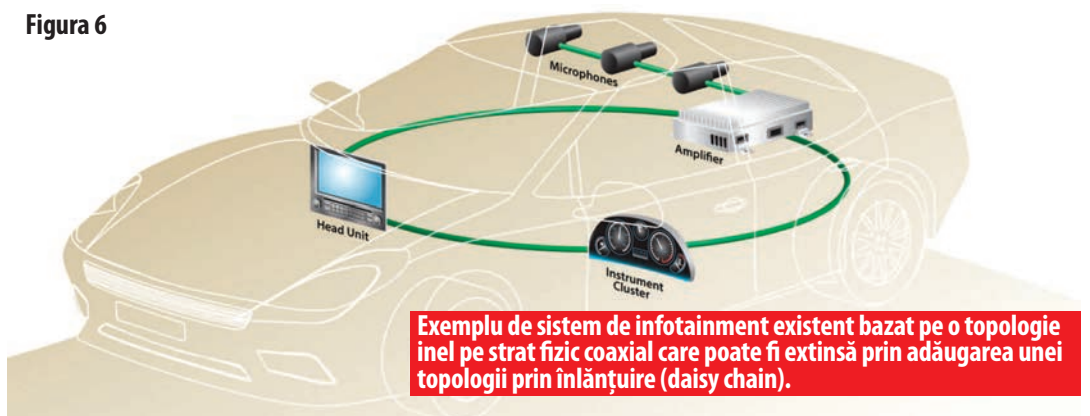 Figura 6
Microphones
Amplifier
Head Unit
Instrument
Cluster
Exemplu de sistem de infotainment existent bazat pe o topologie
inel pe strat fizic coaxial care poate fi extinsă prin adăugarea unei
topologii prin înlănțuire (daisy chain).